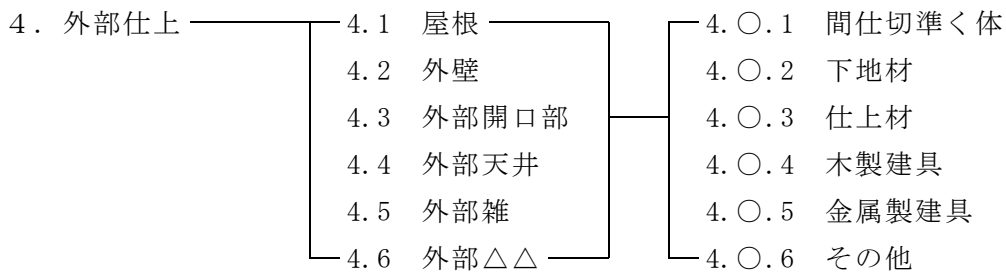 ４．外部仕上
4.1 屋根
4.2 外壁
4.3 外部開口部
4.4 外部天井
4.5 外部雑
4.6 外部△△
4.○.1 間仕切準く体
4.○.2 下地材
4.○.3 仕上材
4.○.4 木製建具
4.○.5 金属製建具
4.○.6 その他